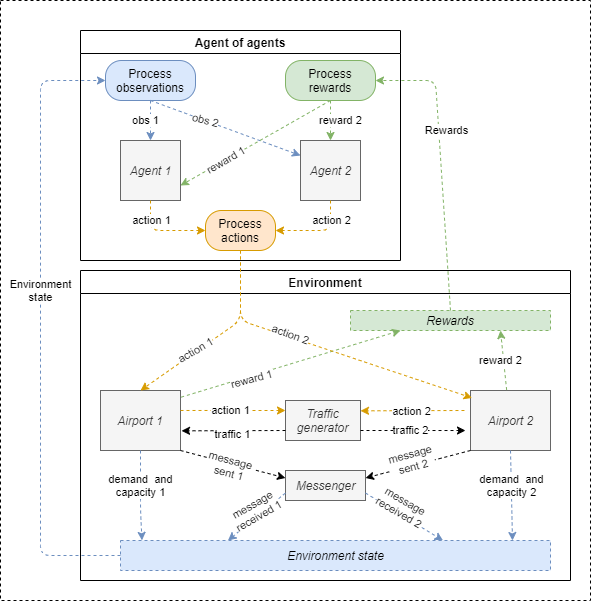 Agent of agents
Process
observations
Process
rewards
obs 1
obs 2
reward 1
reward 2
Rewards
Agent 1
Agent 2
action 1
action 2
Process
actions
Environment
state
Environment
Rewards
action 1
action 2
reward 1
reward 2
Airport 1
action 1
Traffic
generator
action 2
Airport 2
traffic 1
traffic 2
message
sent 1
message
sent 2
demand and
capacity 1
Messenger
demand and
capacity 2
message
received 1
message
received 2
Environment state